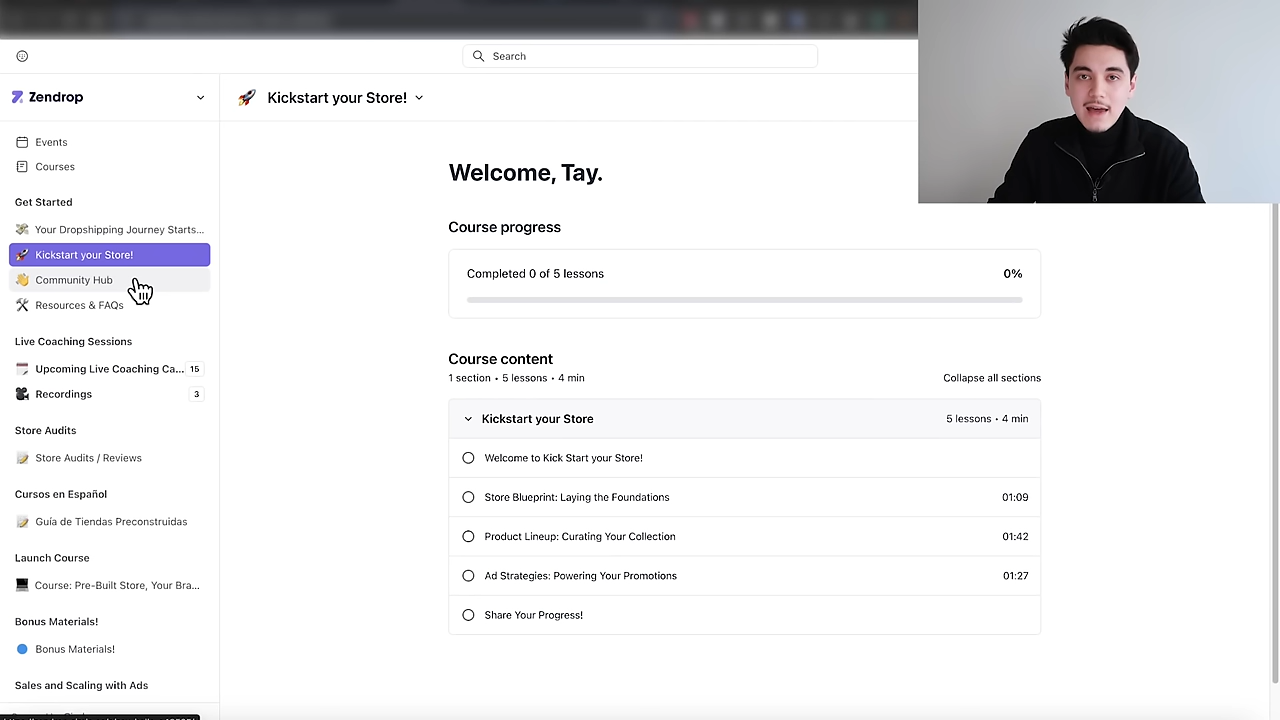 Search
Zendrop
Kickstart your Store!
Events
Courses
Get Started
Your Dropshipping Journey Starts...
Kickstart your Store!
Community Hub
Resources & FAQs
Live Coaching Sessions
Upcoming Live Coaching Ca... 15
Recordings 3
Store Audits
Store Audits / Reviews
Cursos en Español
Guía de Tiendas Preconstruidas
Launch Course
Course: Pre-Built Store, Your Bra...
Bonus Materials!
Bonus Materials!
Sales and Scaling with Ads
Welcome, Tay.
Course progress
Completed 0 of 5 lessons 0%
Course content
1 section • 5 lessons • 4 min Collapse all sections
Kickstart your Store 5 lessons • 4 min
Welcome to Kick Start your Store!
Store Blueprint: Laying the Foundations 01:09
Product Lineup: Curating Your Collection 01:42
Ad Strategies: Powering Your Promotions 01:27
Share Your Progress!